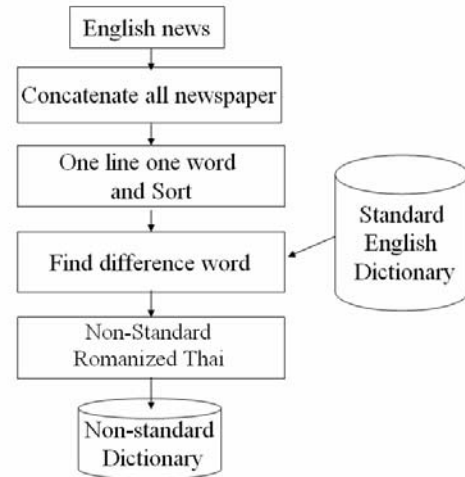 English news
Concatenate all newspaper
One line one word
and Sort
Standard
English
Dictionary
Find difference word
Non-Standard
Romanized Thai
Non-standard
Dictionary